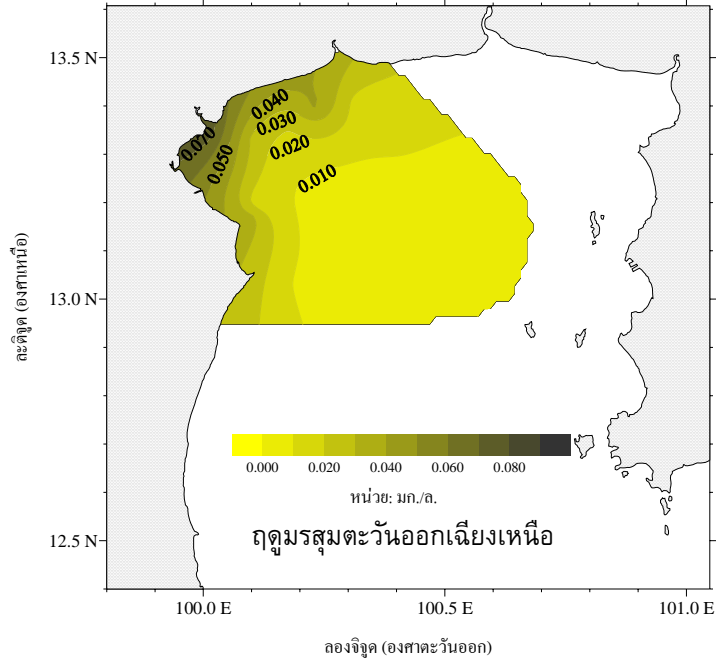 13.5 N
0.040
0.030
0.070
0.050
0.020
0.010
ละติจูด (องศาเหนือ)
13.0 N
0.000 0.020 0.040 0.060 0.080
หน่วย: มก./ล.
ฤดูมรสุมตะวันออกเฉียงเหนือ
12.5 N
100.0 E 100.5 E 101.0 E
ลองจิจูด (องศาตะวันออก)